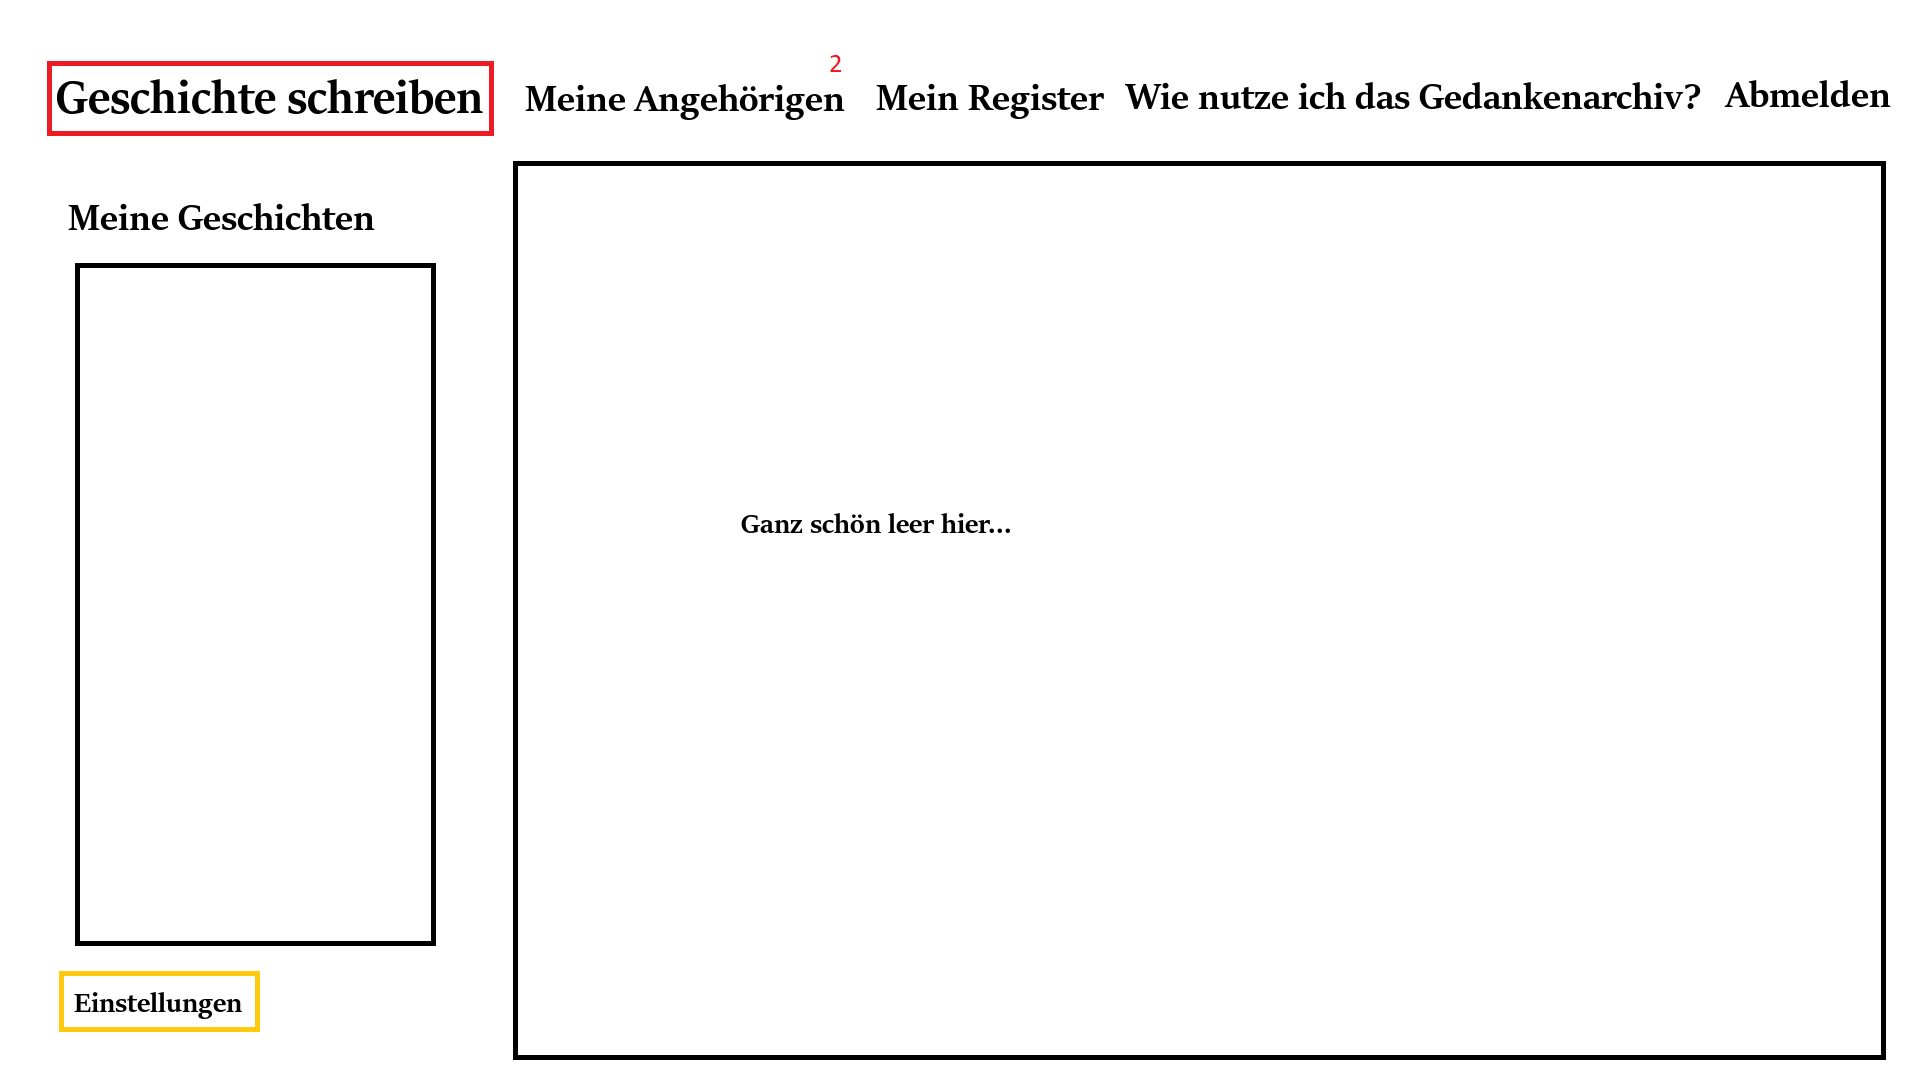 Geschichte schreiben
Meine Angehörigen
2
Mein Register
Wie nutze ich das Gedankenarchiv?
Abmelden
Meine Geschichten
Ganz schön leer hier...
Einstellungen